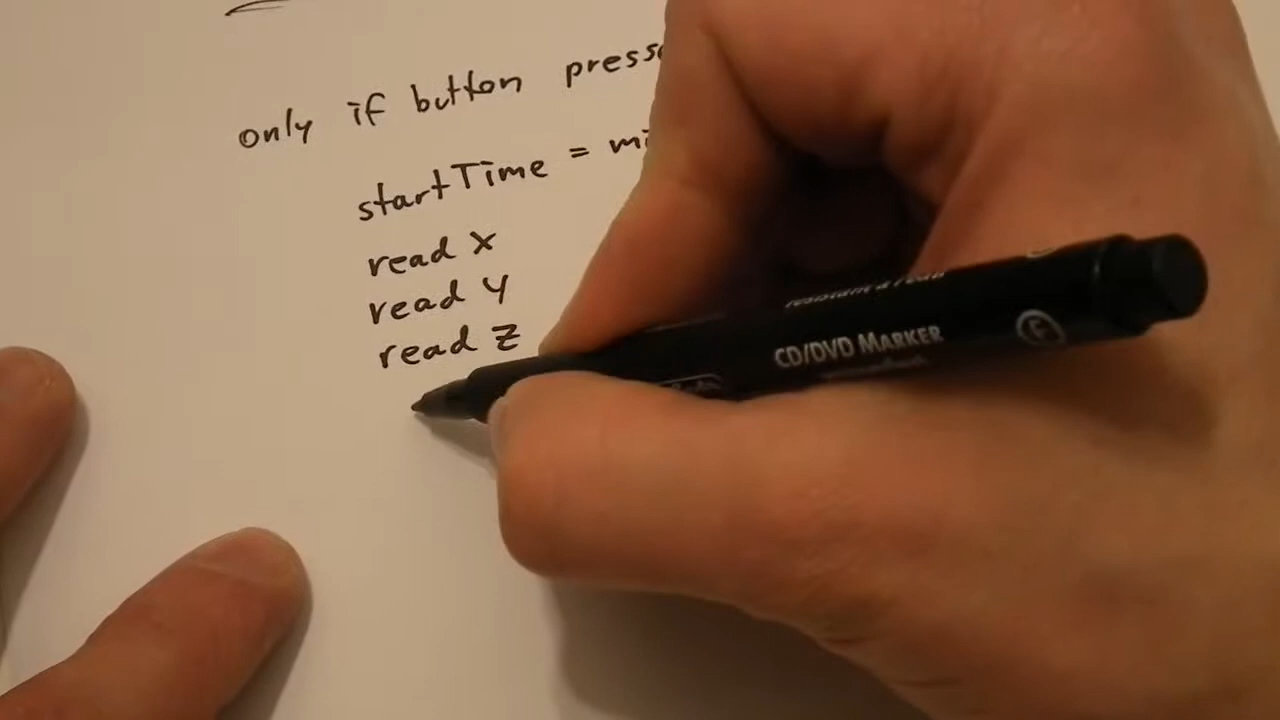 only if button press
startTime = mi
read X
read Y
read Z
CD/DVD MARKER
F